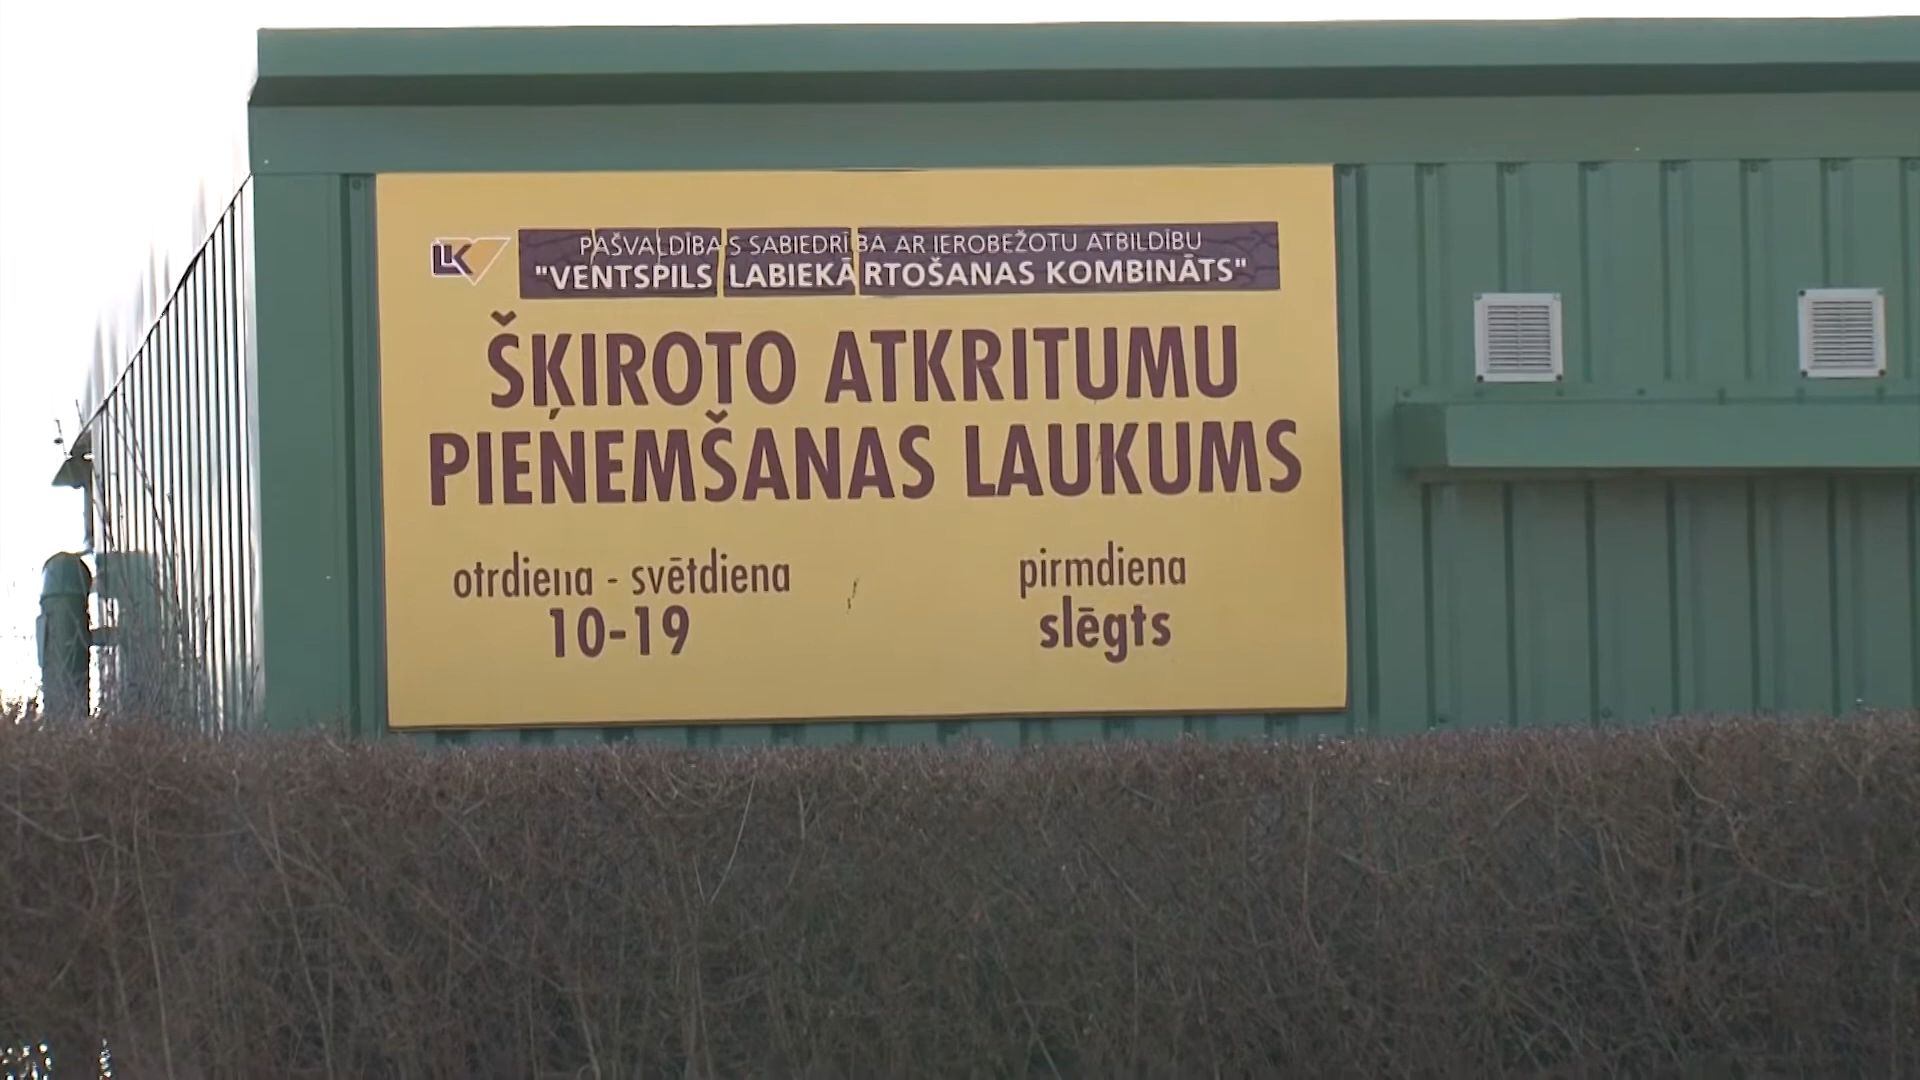 LK
PAŠVALDĪBAS SABIEDRĪBA AR IEROBEŽOTU ATBILDĪBU
"VENTSPILS LABIEKĀRTOŠANAS KOMBINĀTS"
ŠĶIROTO ATKRITUMU
PIEŅEMŠANAS LAUKUMS
otrdiena - svētdiena
10-19
pirmdiena
slēgts